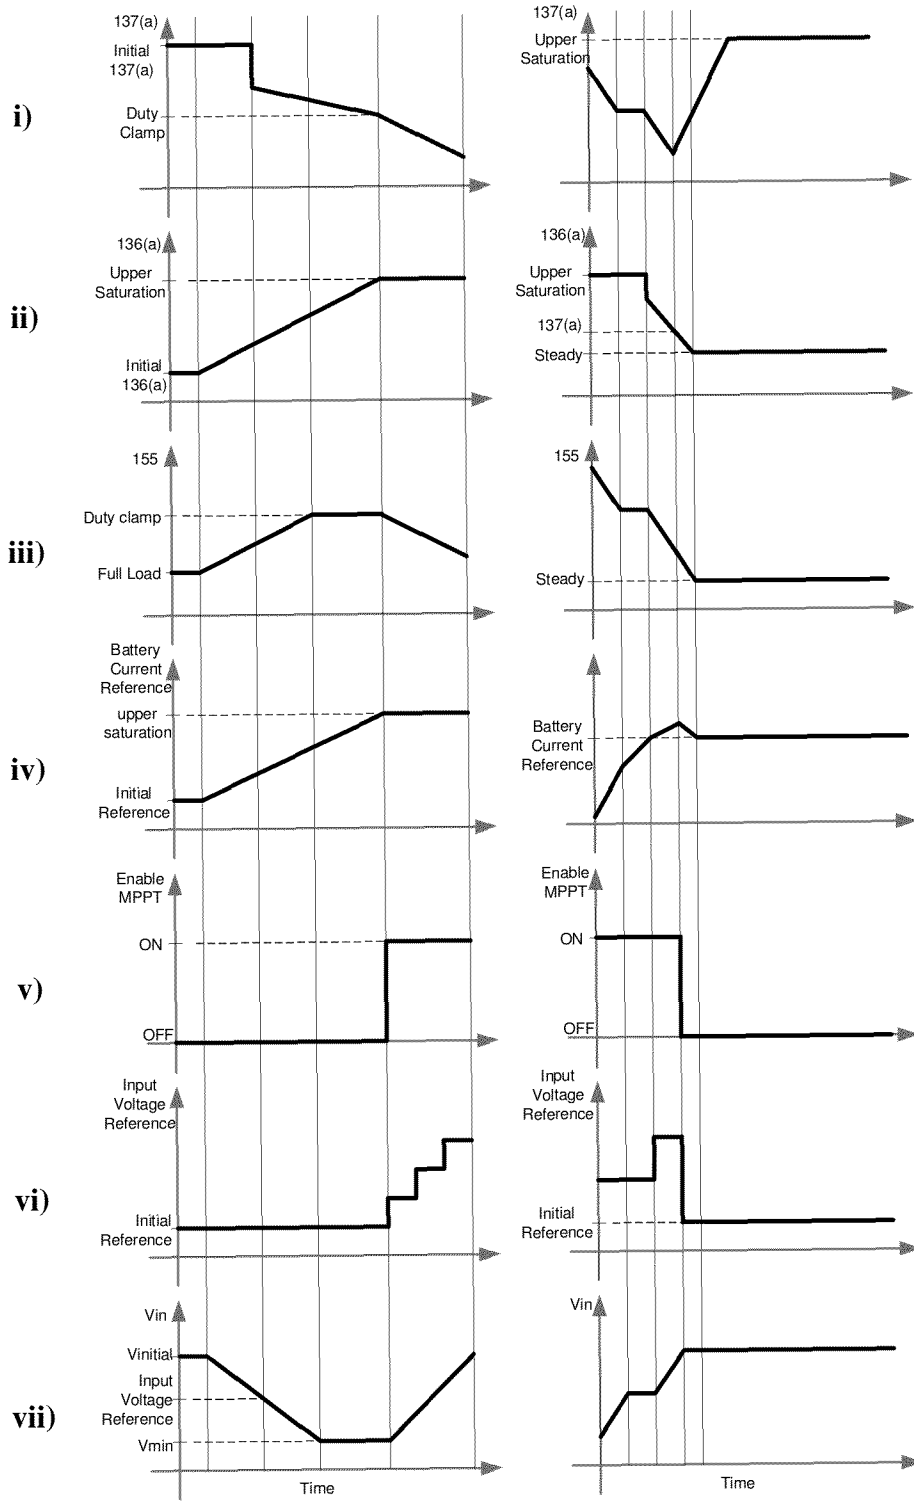 i)
137(a)
Initial
137(a)
Duty
Clamp
137(a)
Upper
Saturation
ii)
136(a)
Upper
Saturation
Initial
136(a)
136(a)
Upper
Saturation
137(a)
Steady
iii)
155
Duty clamp
Full Load
155
Steady
iv)
Battery
Current
Reference
upper
saturation
Initial
Reference
Battery
Current
Reference
v)
Enable
MPPT
ON
OFF
Enable
MPPT
ON
OFF
vi)
Input
Voltage
Reference
Initial
Reference
Input
Voltage
Reference
Initial
Reference
vii)
Vin
Vinitial
Input
Voltage
Reference
Vmin
Time
Vin
Time